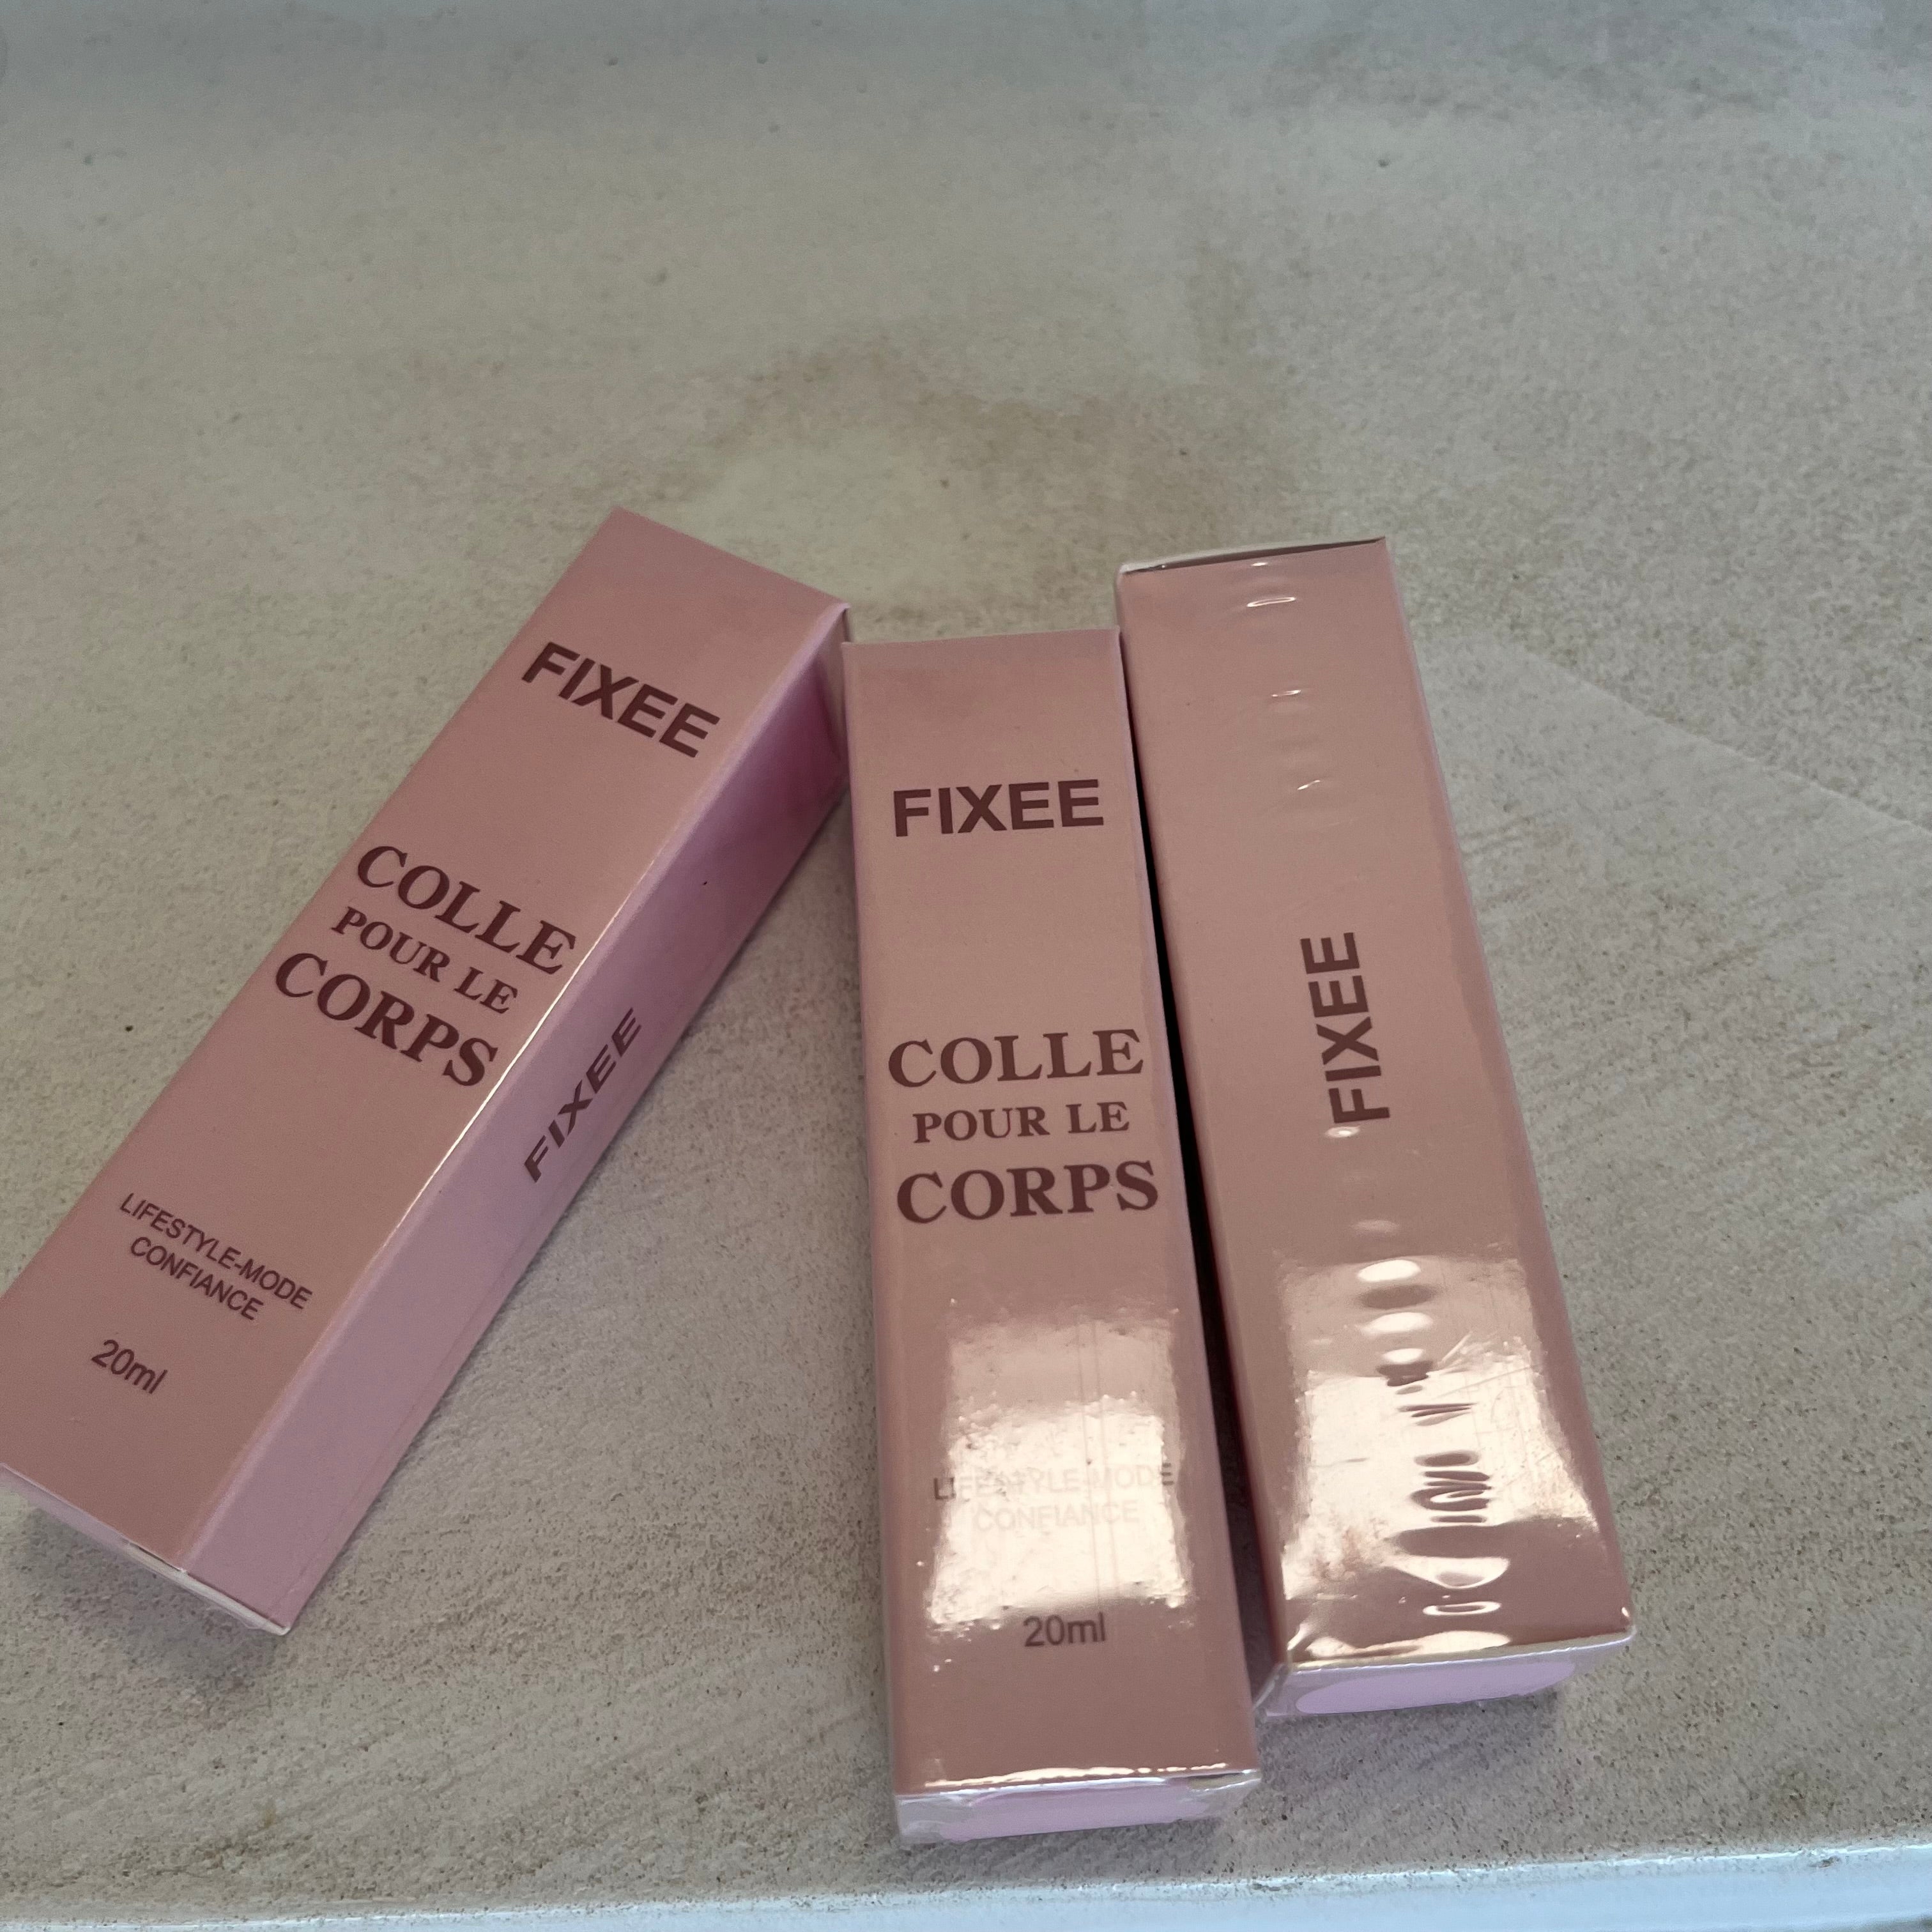 FIXEE
COLLE
POUR LE
CORPS
LIFESTYLE-MODE
CONFIANCE
20ml
FIXEE
FIXEE
COLLE
POUR LE
CORPS
LIFESTYLE-MODE
CONFIANCE
20ml
FIXEE